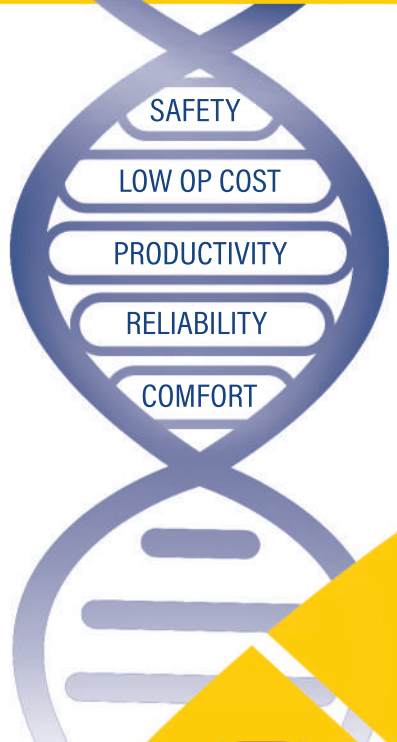 SAFETY
LOW OP COST
PRODUCTIVITY
RELIABILITY
COMFORT